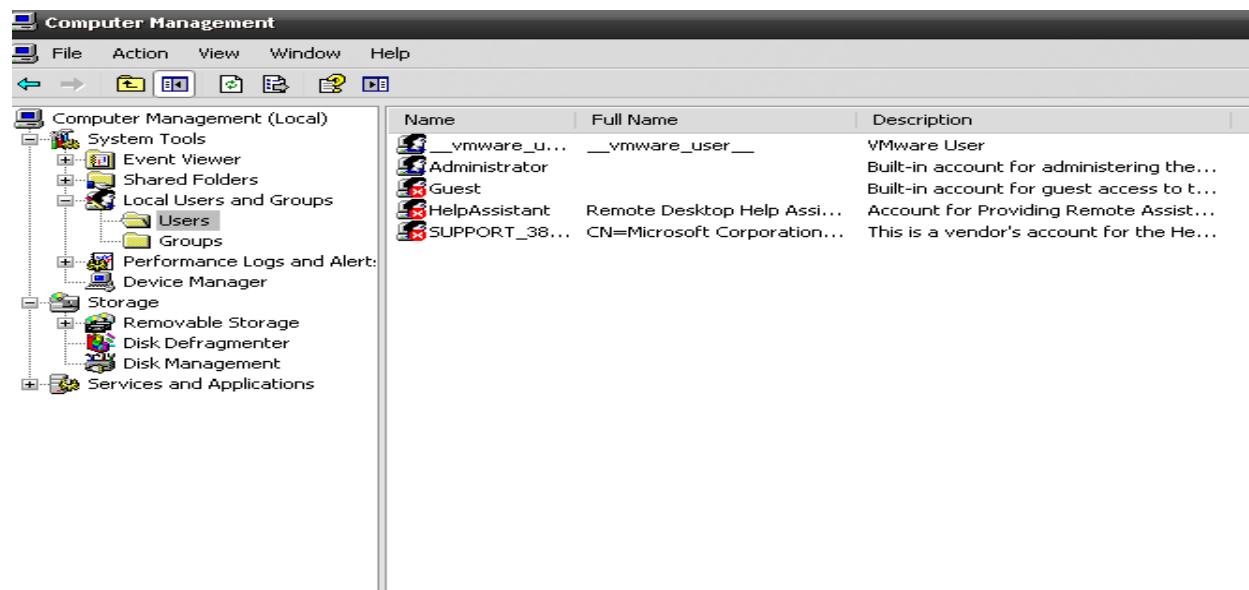 Computer Management
File Action View Window Help
Computer Management (Local)
System Tools
Event Viewer
Shared Folders
Local Users and Groups
Users
Groups
Performance Logs and Alert:
Device Manager
Storage
Removable Storage
Disk Defragmenter
Disk Management
Services and Applications
Name Full Name Description
__vmware_u... __vmware_user__ VMware User
Administrator Built-in account for administering the...
Guest Built-in account for guest access to t...
HelpAssistant Remote Desktop Help Assi... Account for Providing Remote Assist...
SUPPORT_38... CN=Microsoft Corporation... This is a vendor's account for the He...